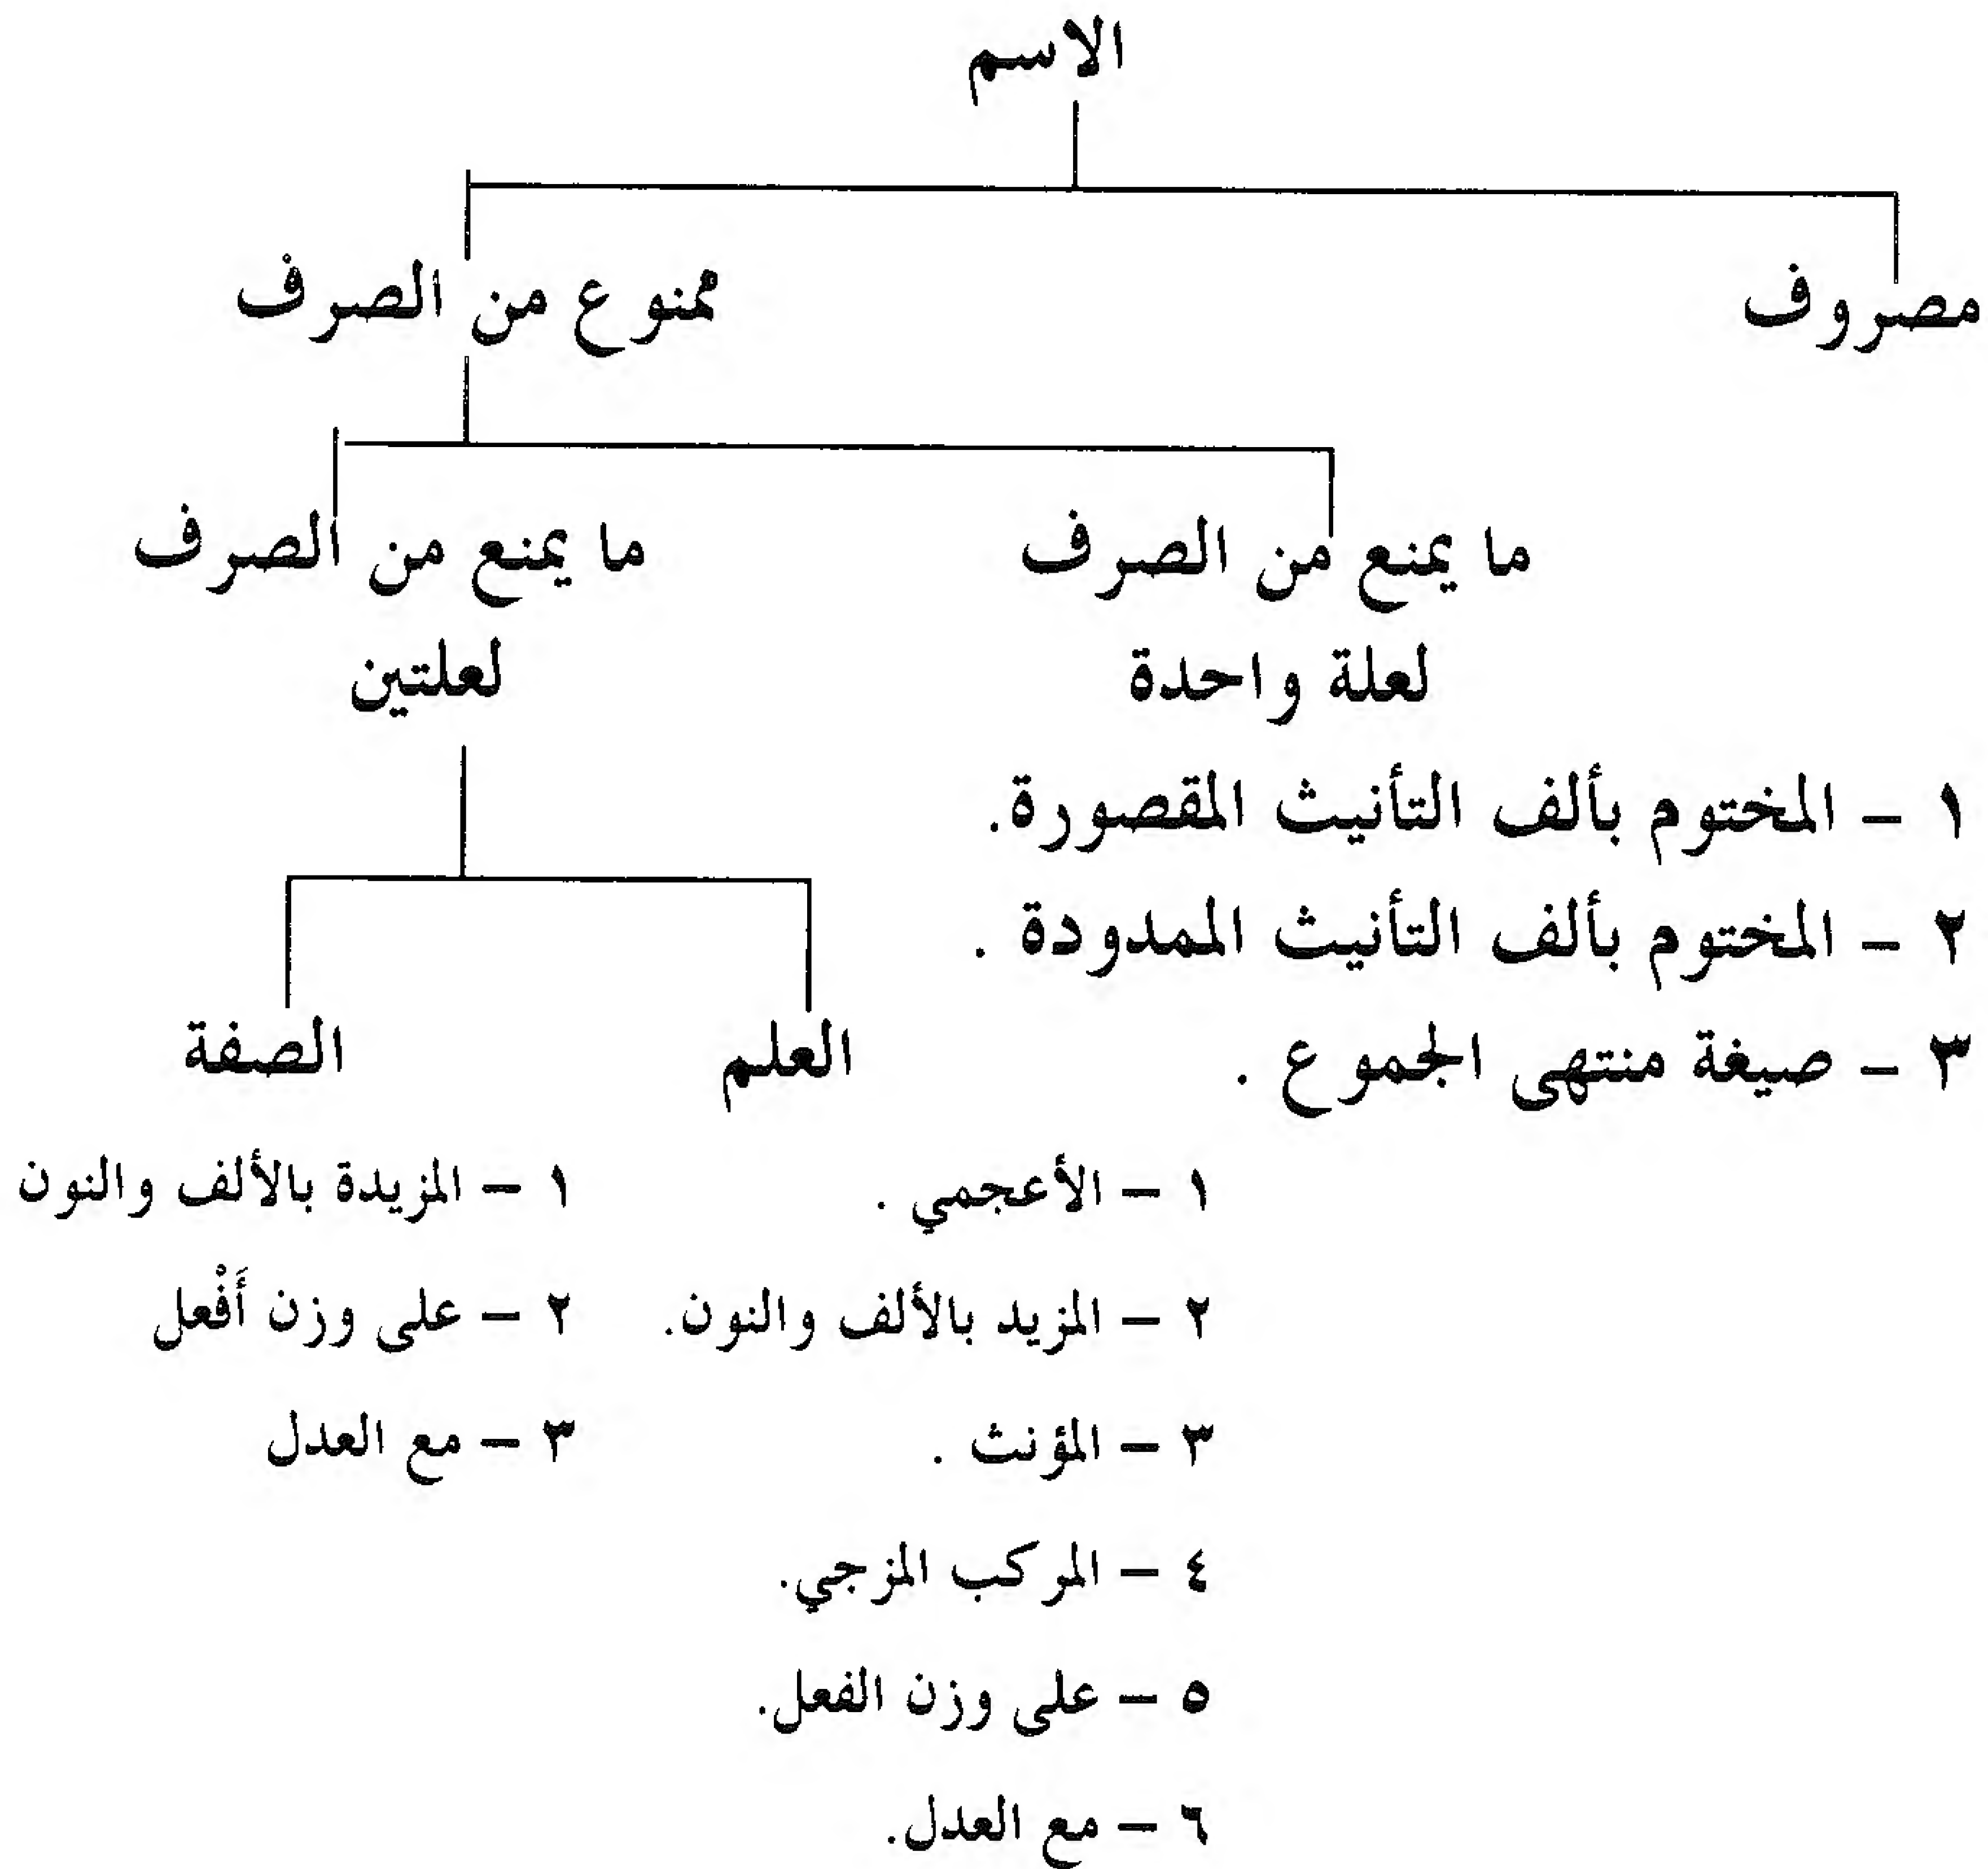 الاسم
مصروف
ممنوع من الصرف
ما يمنع من الصرف
لعلة واحدة
١ - المختوم بألف التأنيث المقصورة.
٢ - المختوم بألف التأنيث الممدودة .
٣ - صيغة منتهى الجموع .
ما يمنع من الصرف
لعلتين
العلم
١ - الأعجمي .
٢ - المزيد بالألف والنون.
٣ - المؤنث .
٤ - المركب المزجي.
٥ - على وزن الفعل.
٦ - مع العدل.
الصفة
١ - المزيدة بالألف والنون
٢ - على وزن أَفْعل
٣ - مع العدل